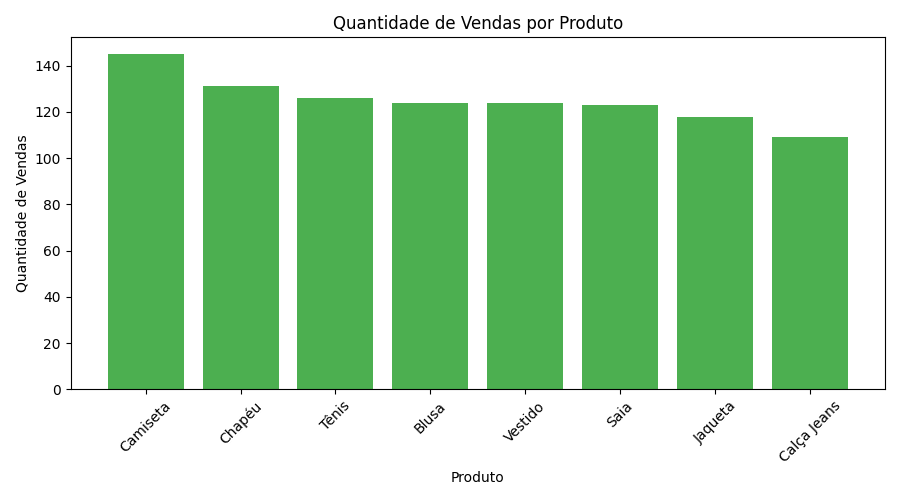 Quantidade de Vendas por Produto
Quantidade de Vendas
140
120
100
80
60
40
20
0
Camiseta
Chapéu
Tênis
Blusa
Vestido
Saia
Jaqueta
Calça Jeans
Produto